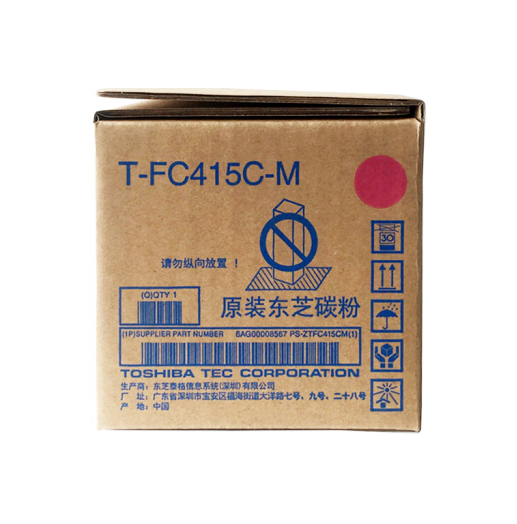 T-FC415C-M
30
请勿纵向放置！
(Q)QTY 1
原装东芝碳粉
(1P)SUPPLIER PART NUMBER 6AG00008567 PS-ZTFC415CM(1)
TOSHIBA TEC CORPORATION
生产商：东芝泰格信息系统(深圳)有限公司
厂 址：广东省深圳市宝安区福海街道大洋路七号、九号、二十八号
产 地：中国